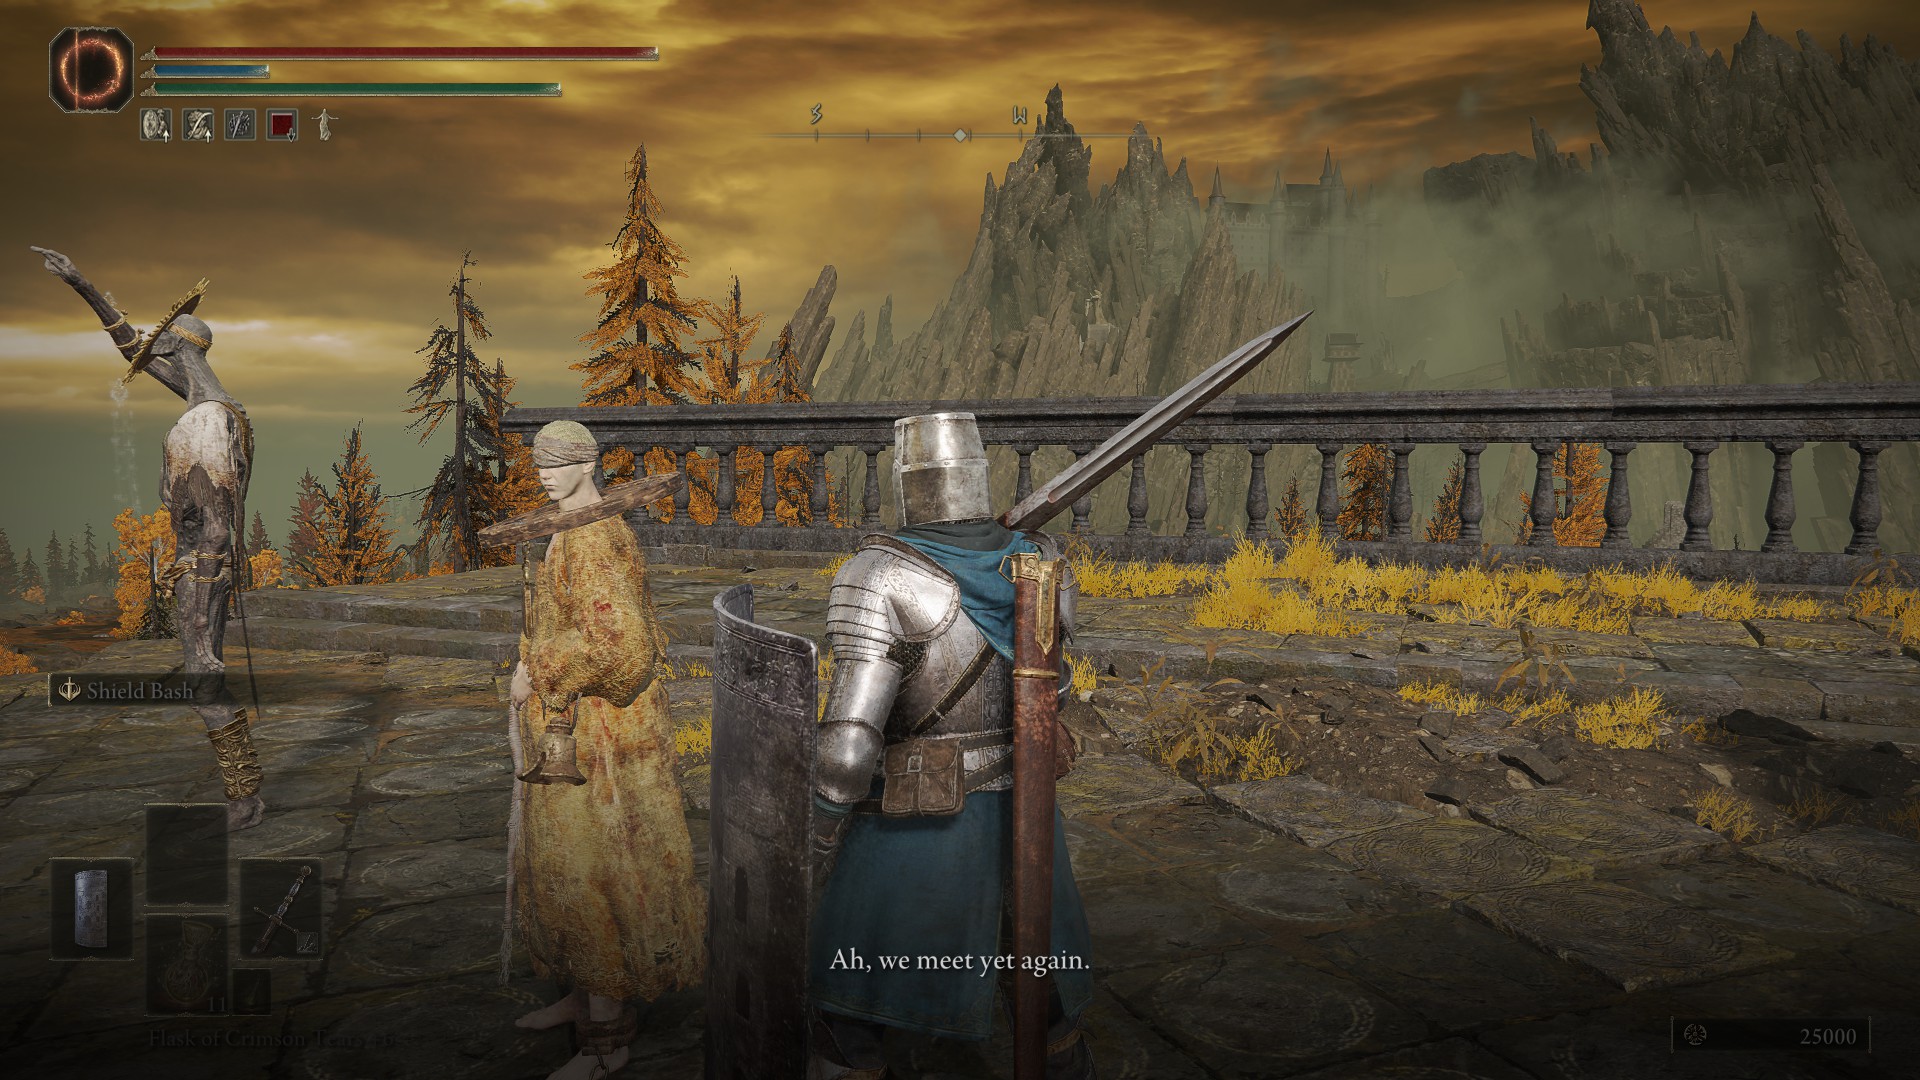 S
W
Shield Bash
Ah, we meet yet again.
11
Flask of Crimson Tears
25000